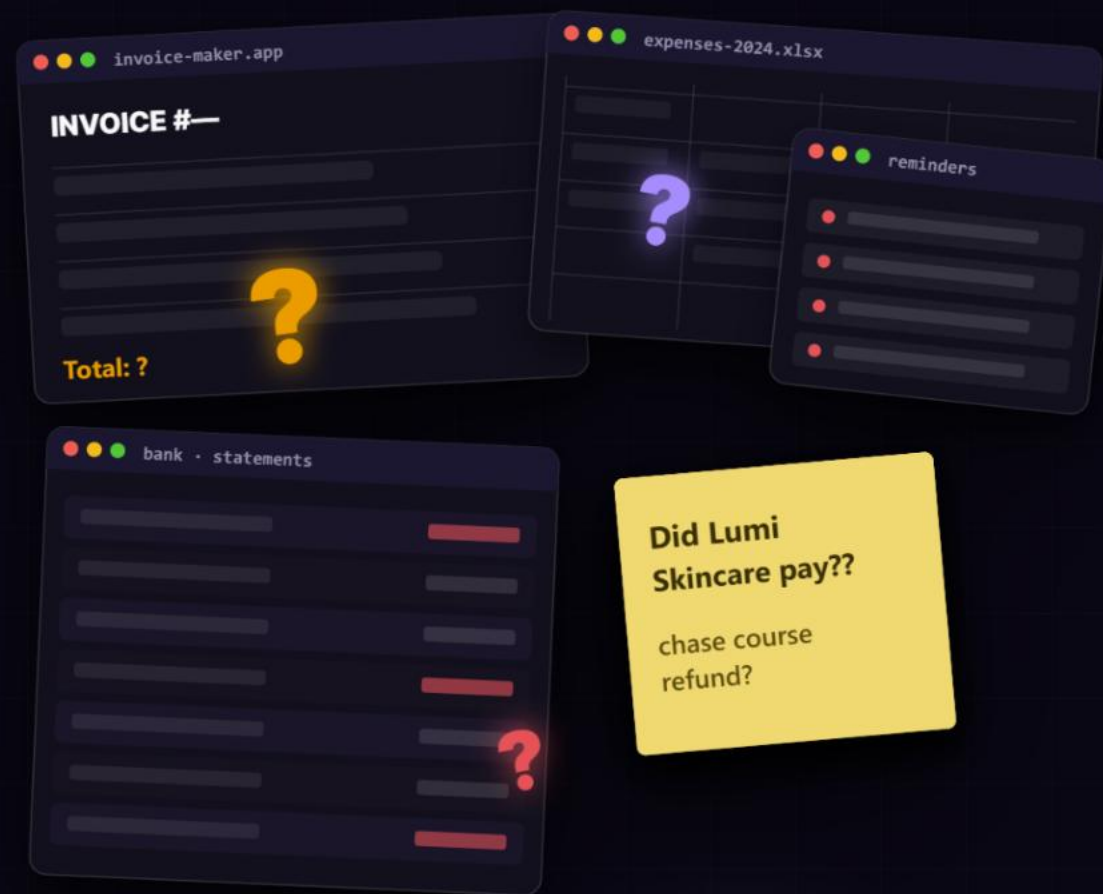 invoice-maker.app
INVOICE #—
?
Total: ?
expenses-2024.xlsx
?
reminders
bank · statements
?
Did Lumi
Skincare pay??
chase course
refund?